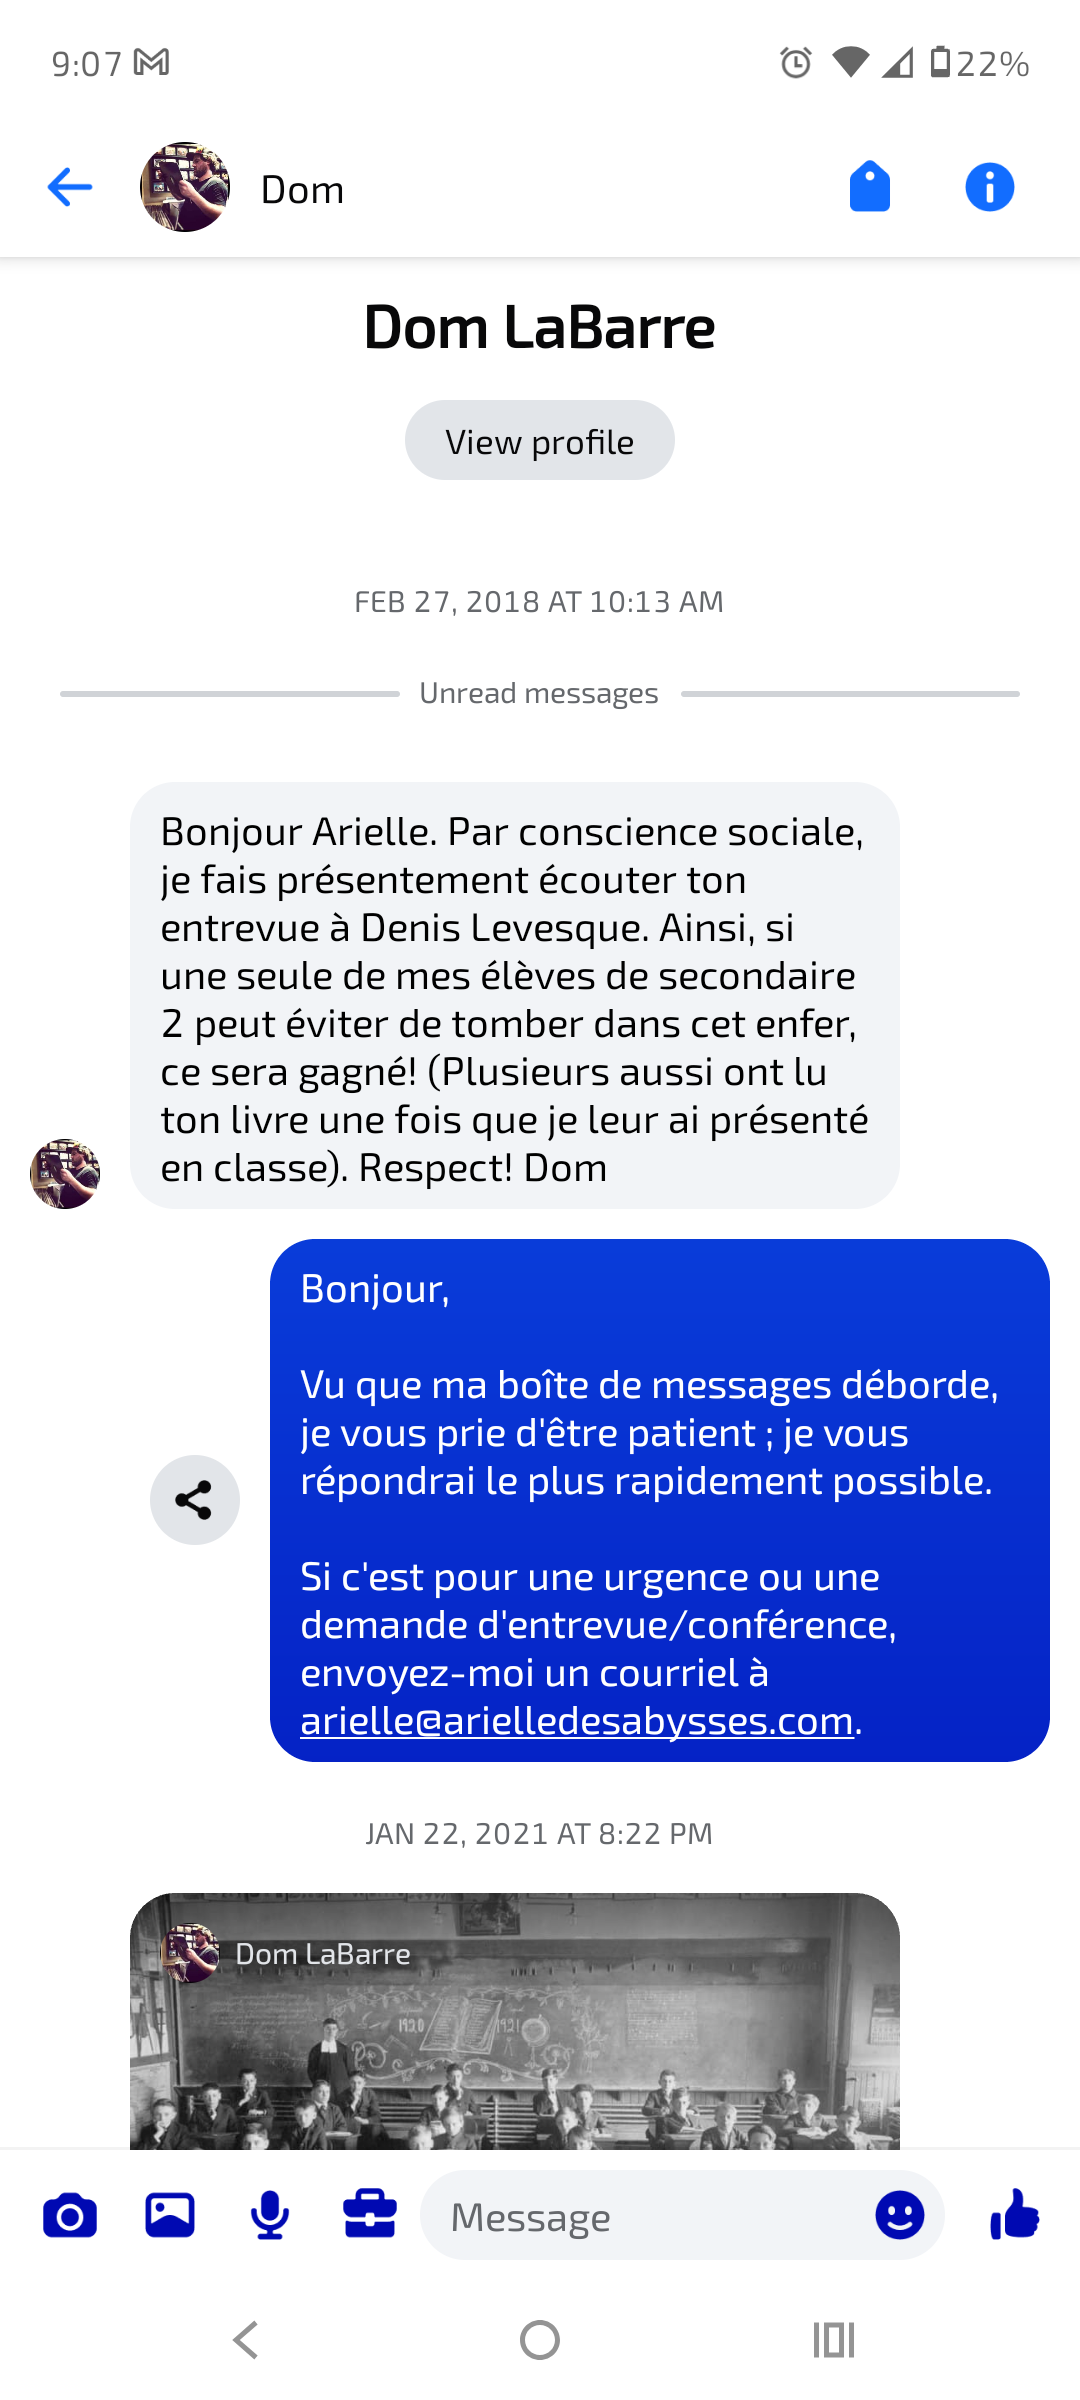 9:07
22%
Dom
Dom LaBarre
View profile
FEB 27, 2018 AT 10:13 AM
Unread messages
Bonjour Arielle. Par conscience sociale,
je fais présentement écouter ton
entrevue à Denis Levesque. Ainsi, si
une seule de mes élèves de secondaire
2 peut éviter de tomber dans cet enfer,
ce sera gagné! (Plusieurs aussi ont lu
ton livre une fois que je leur ai présenté
en classe). Respect! Dom
Bonjour,
Vu que ma boîte de messages déborde,
je vous prie d'être patient ; je vous
répondrai le plus rapidement possible.
Si c'est pour une urgence ou une
demande d'entrevue/conférence,
envoyez-moi un courriel à
arielle@arielledesabysses.com.
JAN 22, 2021 AT 8:22 PM
Dom LaBarre
1920 1921
Message